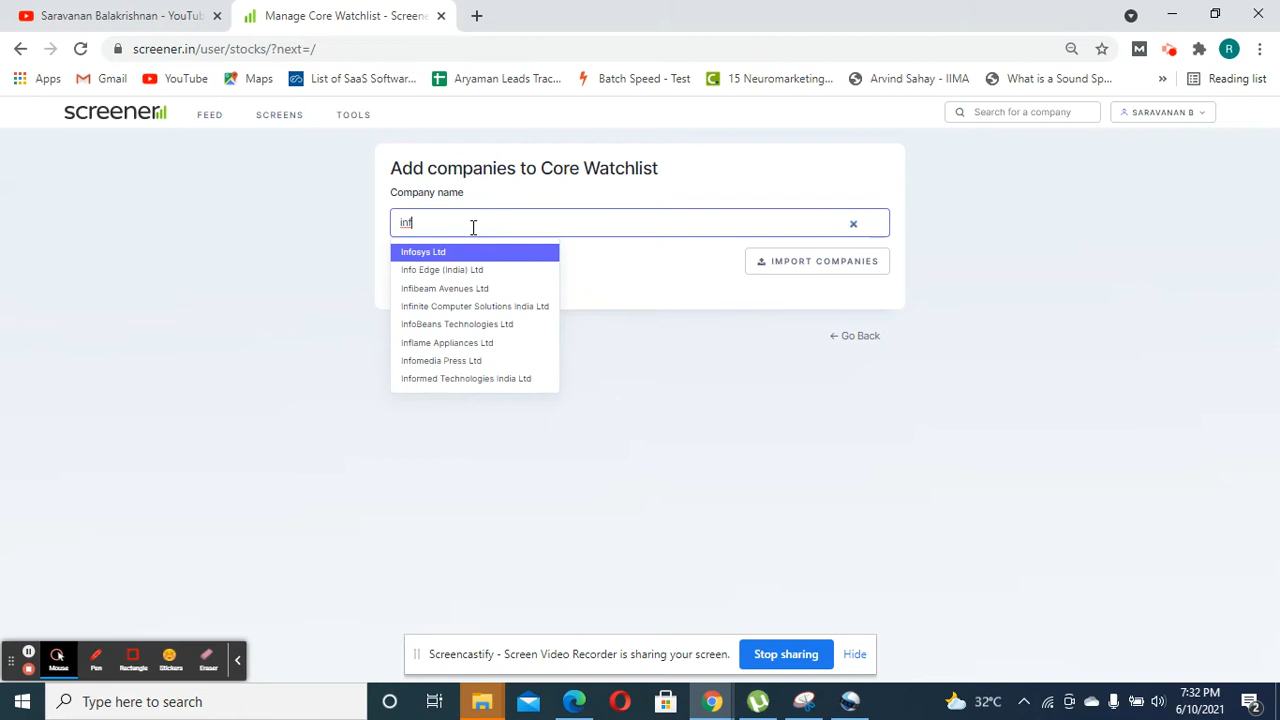 Saravanan Balakrishnan - YouTub
Manage Core Watchlist - Screene
screener.in/user/stocks/?next=/
R
Apps
Gmail
YouTube
Maps
List of SaaS Softwar...
Aryaman Leads Trac...
Batch Speed - Test
15 Neuromarketing...
Arvind Sahay - IIMA
What is a Sound Sp...
»
Reading list
screener
FEED
SCREENS
TOOLS
Search for a company
SARAVANAN B
Add companies to Core Watchlist
Company name
inf
Infosys Ltd
Info Edge (India) Ltd
Infibeam Avenues Ltd
Infinite Computer Solutions India Ltd
InfoBeans Technologies Ltd
Inflame Appliances Ltd
Infomedia Press Ltd
Informed Technologies India Ltd
IMPORT COMPANIES
← Go Back
Mouse
Pen
Rectangle
Stickers
Eraser
Screencastify - Screen Video Recorder is sharing your screen.
Stop sharing
Hide
Type here to search
32°C
7:32 PM
6/10/2021
2